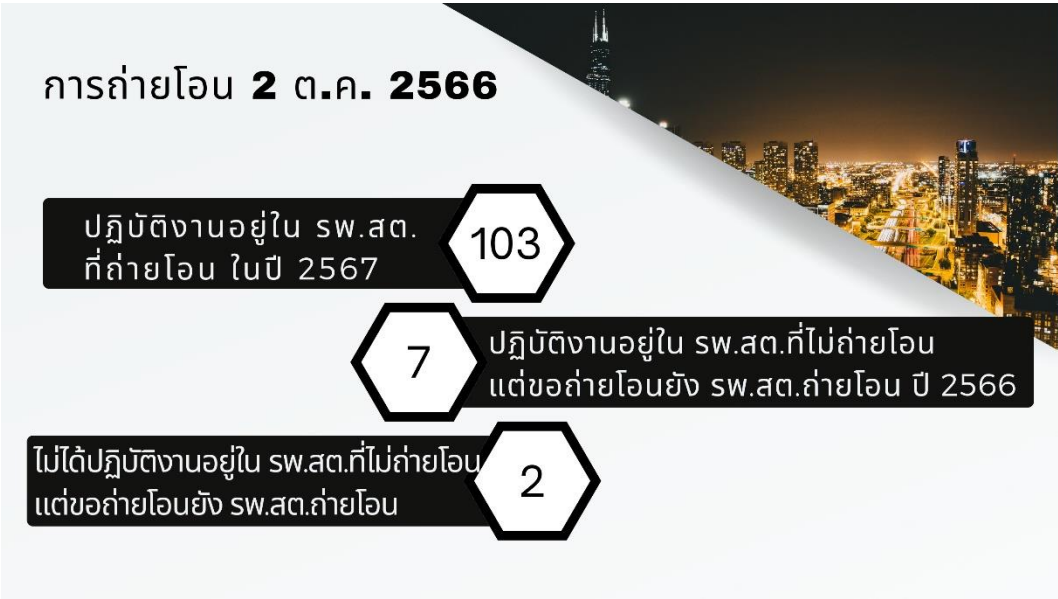 การถ่ายโอน 2 ต.ค. 2566
ปฏิบัติงานอยู่ใน รพ.สต.
ที่ถ่ายโอน ในปี 2567
103
7
ปฏิบัติงานอยู่ใน รพ.สต.ที่ไม่ถ่ายโอน
แต่ขอถ่ายโอนยัง รพ.สต.ถ่ายโอน ปี 2566
ไม่ได้ปฏิบัติงานอยู่ใน รพ.สต.ที่ไม่ถ่ายโอน
แต่ขอถ่ายโอนยัง รพ.สต.ถ่ายโอน
2